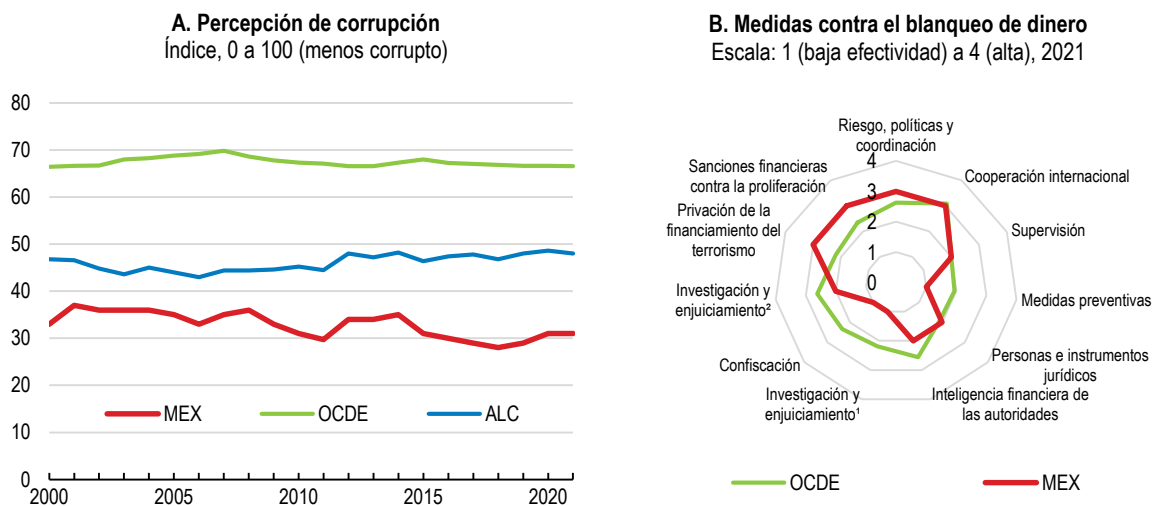 A. Percepción de corrupción
Índice, 0 a 100 (menos corrupto)
80
70
60
50
40
30
20
10
0
MEX
OCDE
ALC
2000
2005
2010
2015
2020
B. Medidas contra el blanqueo de dinero
Escala: 1 (baja efectividad) a 4 (alta), 2021
Riesgo, políticas y
coordinación
Cooperación internacional
Supervisión
Medidas preventivas
Personas e instrumentos
jurídicos
Inteligencia financiera de
las autoridades
Investigación y
enjuiciamiento¹
Confiscación
Investigación y
enjuiciamiento²
Privación de la
financiamiento del
terrorismo
Sanciones financieras
contra la proliferación
4
3
2
1
0
OCDE
MEX